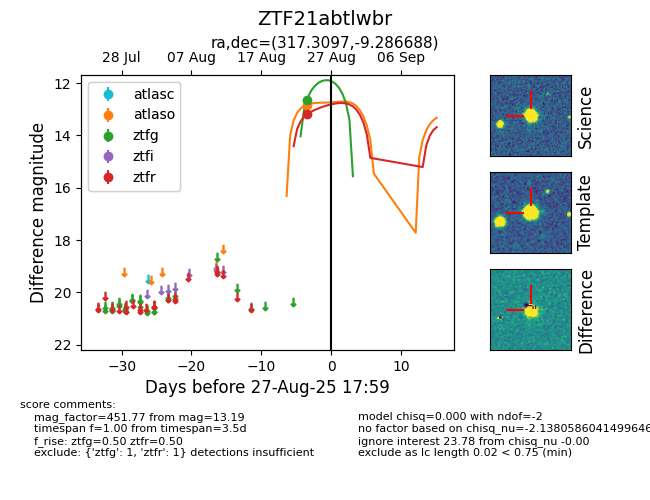 ZTF21abtlwbr
ra,dec=(317.3097,-9.286688)
28 Jul 07 Aug 17 Aug 27 Aug 06 Sep
12
14
16
18
20
22
Difference magnitude
atlasc
atlaso
ztfg
ztfi
ztfr
−30 −20 −10 0 10
Days before 27-Aug-25 17:59
Science
Template
Difference
score comments:
mag_factor=451.77 from mag=13.19
timespan f=1.00 from timespan=3.5d
f_rise: ztfg=0.50 ztfr=0.50
exclude: {'ztfg': 1, 'ztfr': 1} detections insufficient
model chisq=0.000 with ndof=-2
no factor based on chisq_nu=-2.1380586041499646
ignore interest 23.78 from chisq_nu -0.00
exclude as lc length 0.02 < 0.75 (min)